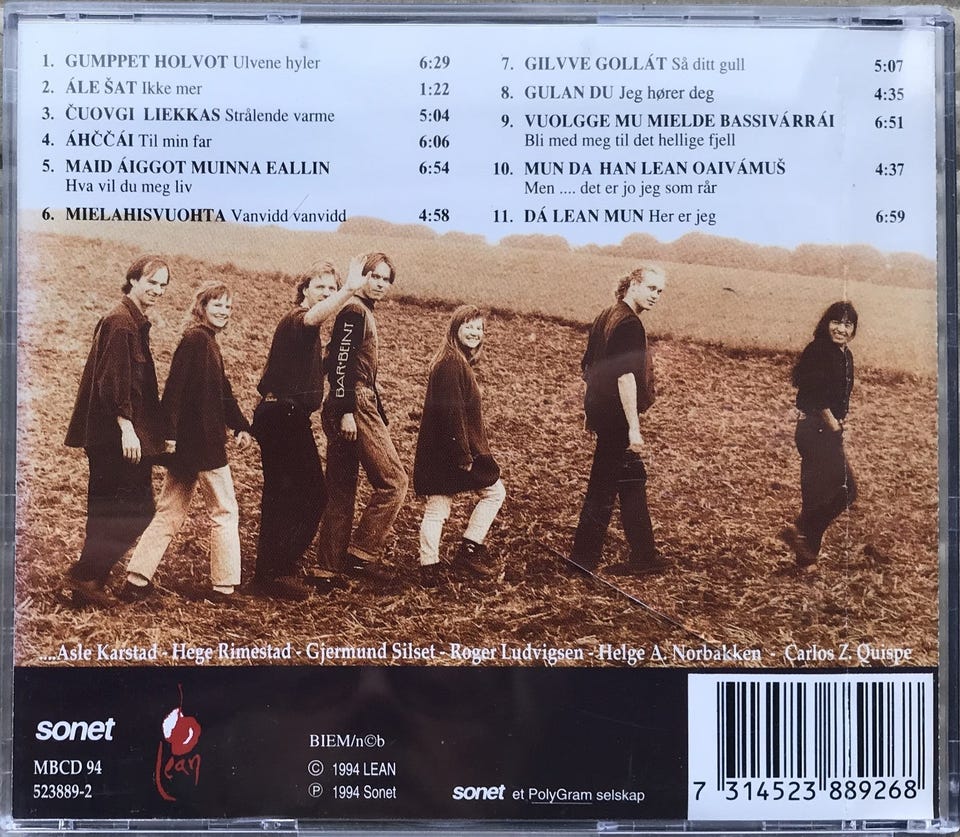 1. GUMPPET HOLVOT Ulvene hyler 6:29
2. ÁLE ŠAT Ikke mer 1:22
3. ČUOVGI LIEKKAS Strålende varme 5:04
4. ÁHČČÁI Til min far 6:06
5. MAID ÁIGGOT MUINNA EALLIN 6:54
Hva vil du meg liv
6. MIELAHISVUOHTA Vanvidd vanvidd 4:58
7. GILVVE GOLLÁT Så ditt gull 5:07
8. GULAN DU Jeg hører deg 4:35
9. VUOLGGE MU MIELDE BASSIVÁRRÁI 6:51
Bli med meg til det hellige fjell
10. MUN DA HAN LEAN OAIVÁMUŠ 4:37
Men .... det er jo jeg som rår
11. DÁ LEAN MUN Her er jeg 6:59
BAR·BEINT
....Asle Karstad - Hege Rimestad - Gjermund Silset - Roger Ludvigsen - Helge A. Norbakken - Carlos Z. Quispe
sonet
lean
MBCD 94
523889-2
BIEM/n©b
© 1994 LEAN
℗ 1994 Sonet
sonet et PolyGram selskap
7 314523 889268